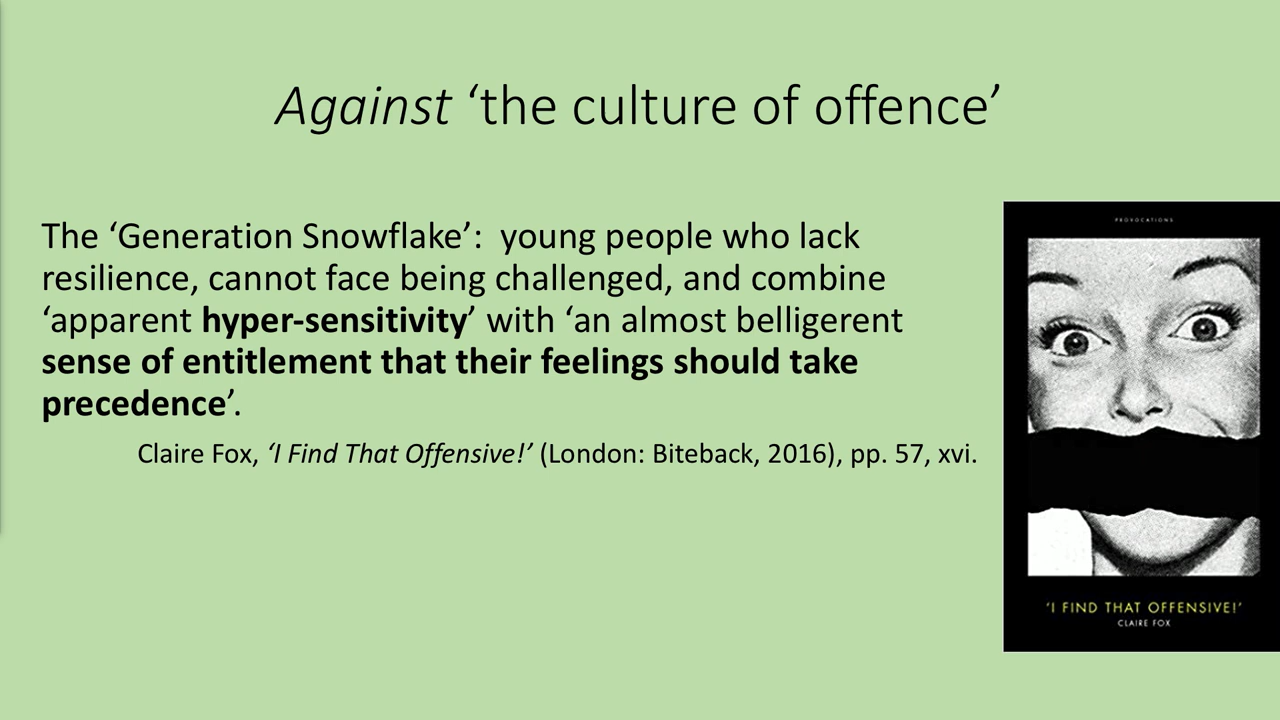 Against ‘the culture of offence’
The ‘Generation Snowflake’:  young people who lack
resilience, cannot face being challenged, and combine
‘apparent hyper-sensitivity’ with ‘an almost belligerent
sense of entitlement that their feelings should take
precedence’.
Claire Fox, ‘I Find That Offensive!’ (London: Biteback, 2016), pp. 57, xvi.
PROVOCATIONS
‘I FIND THAT OFFENSIVE!’
CLAIRE FOX